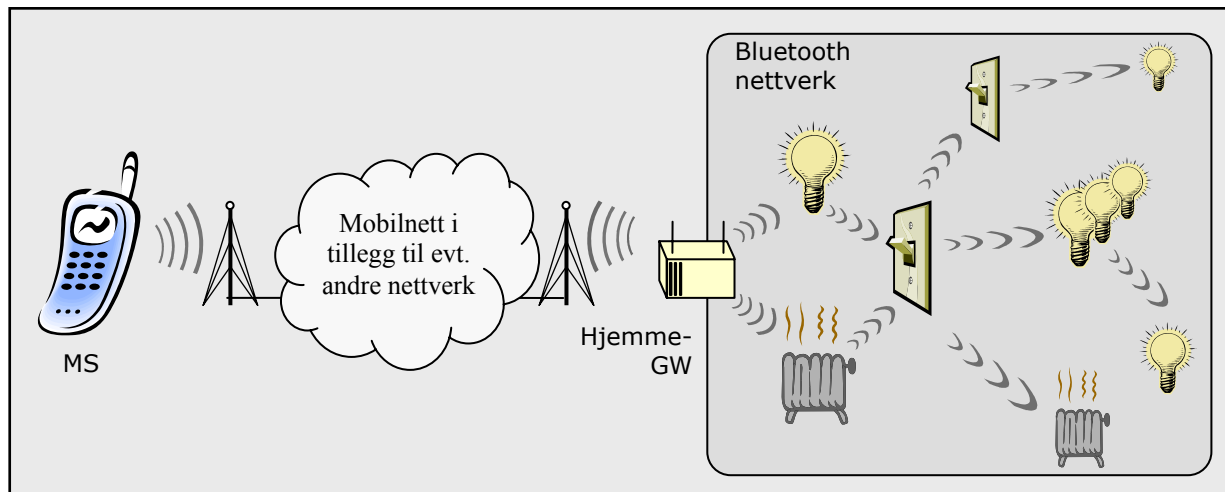 Bluetooth
nettverk
Mobilnett i
tillegg til evt.
andre nettverk
MS
Hjemme-
GW